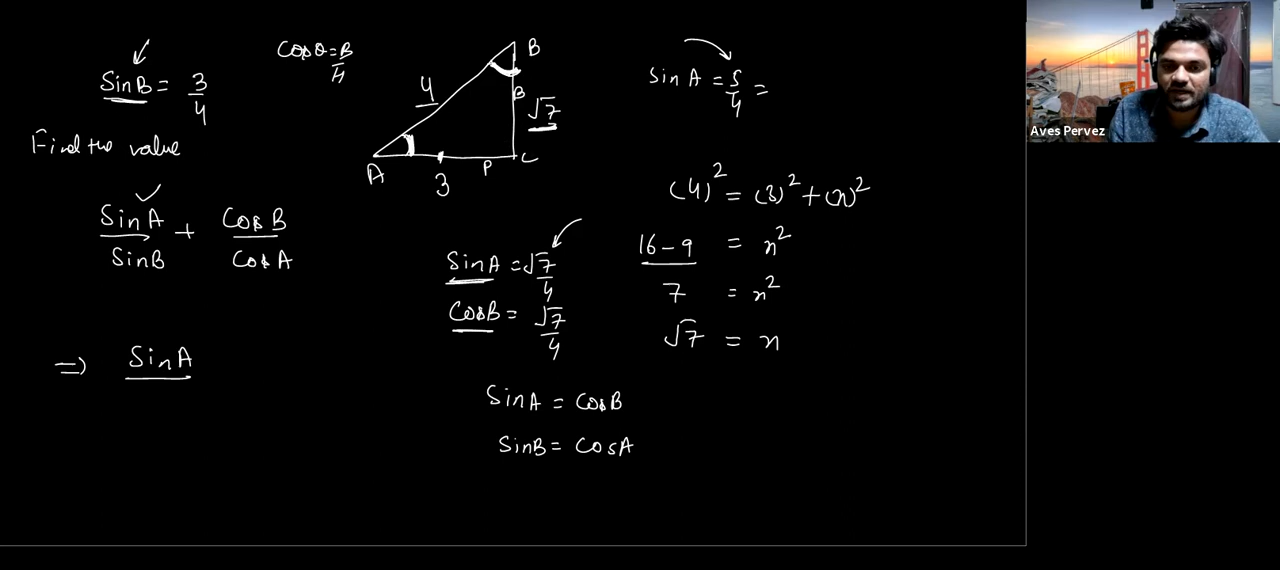 SinB = 3/4
Find the value
SinA/SinB + CosB/CosA
⇒ SinA
Cosθ = B/H
B
4
B
√7
A
3
P
C
SinA = √7/4
CosB = √7/4
SinA = CosB
SinB = CosA
sinA = /4 =
(4)² = (3)² + (x)²
16-9 = x²
7 = x²
√7 = x
Aves Pervez